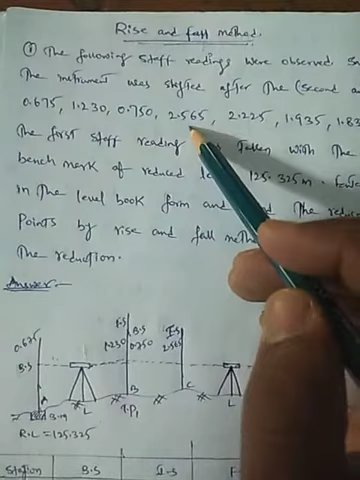 Rise and fall method.
① The following staff readings were observed
The instrument was shifted after the (second
0.675, 1.230, 0.750, 2.565, 2.225, 1.935, 1.83
The first staff reading taken with the
bench mark of reduced 125.325m.
in the level book form and the
Points by rise and fall
the reduction.
Answer:-
0.675
B.S
F.S
1.230
B.S
0.750
I.S
2.565
A
B
C
L
T.P1
L
B.M
R.L = 125.325
Station B.S I.S F